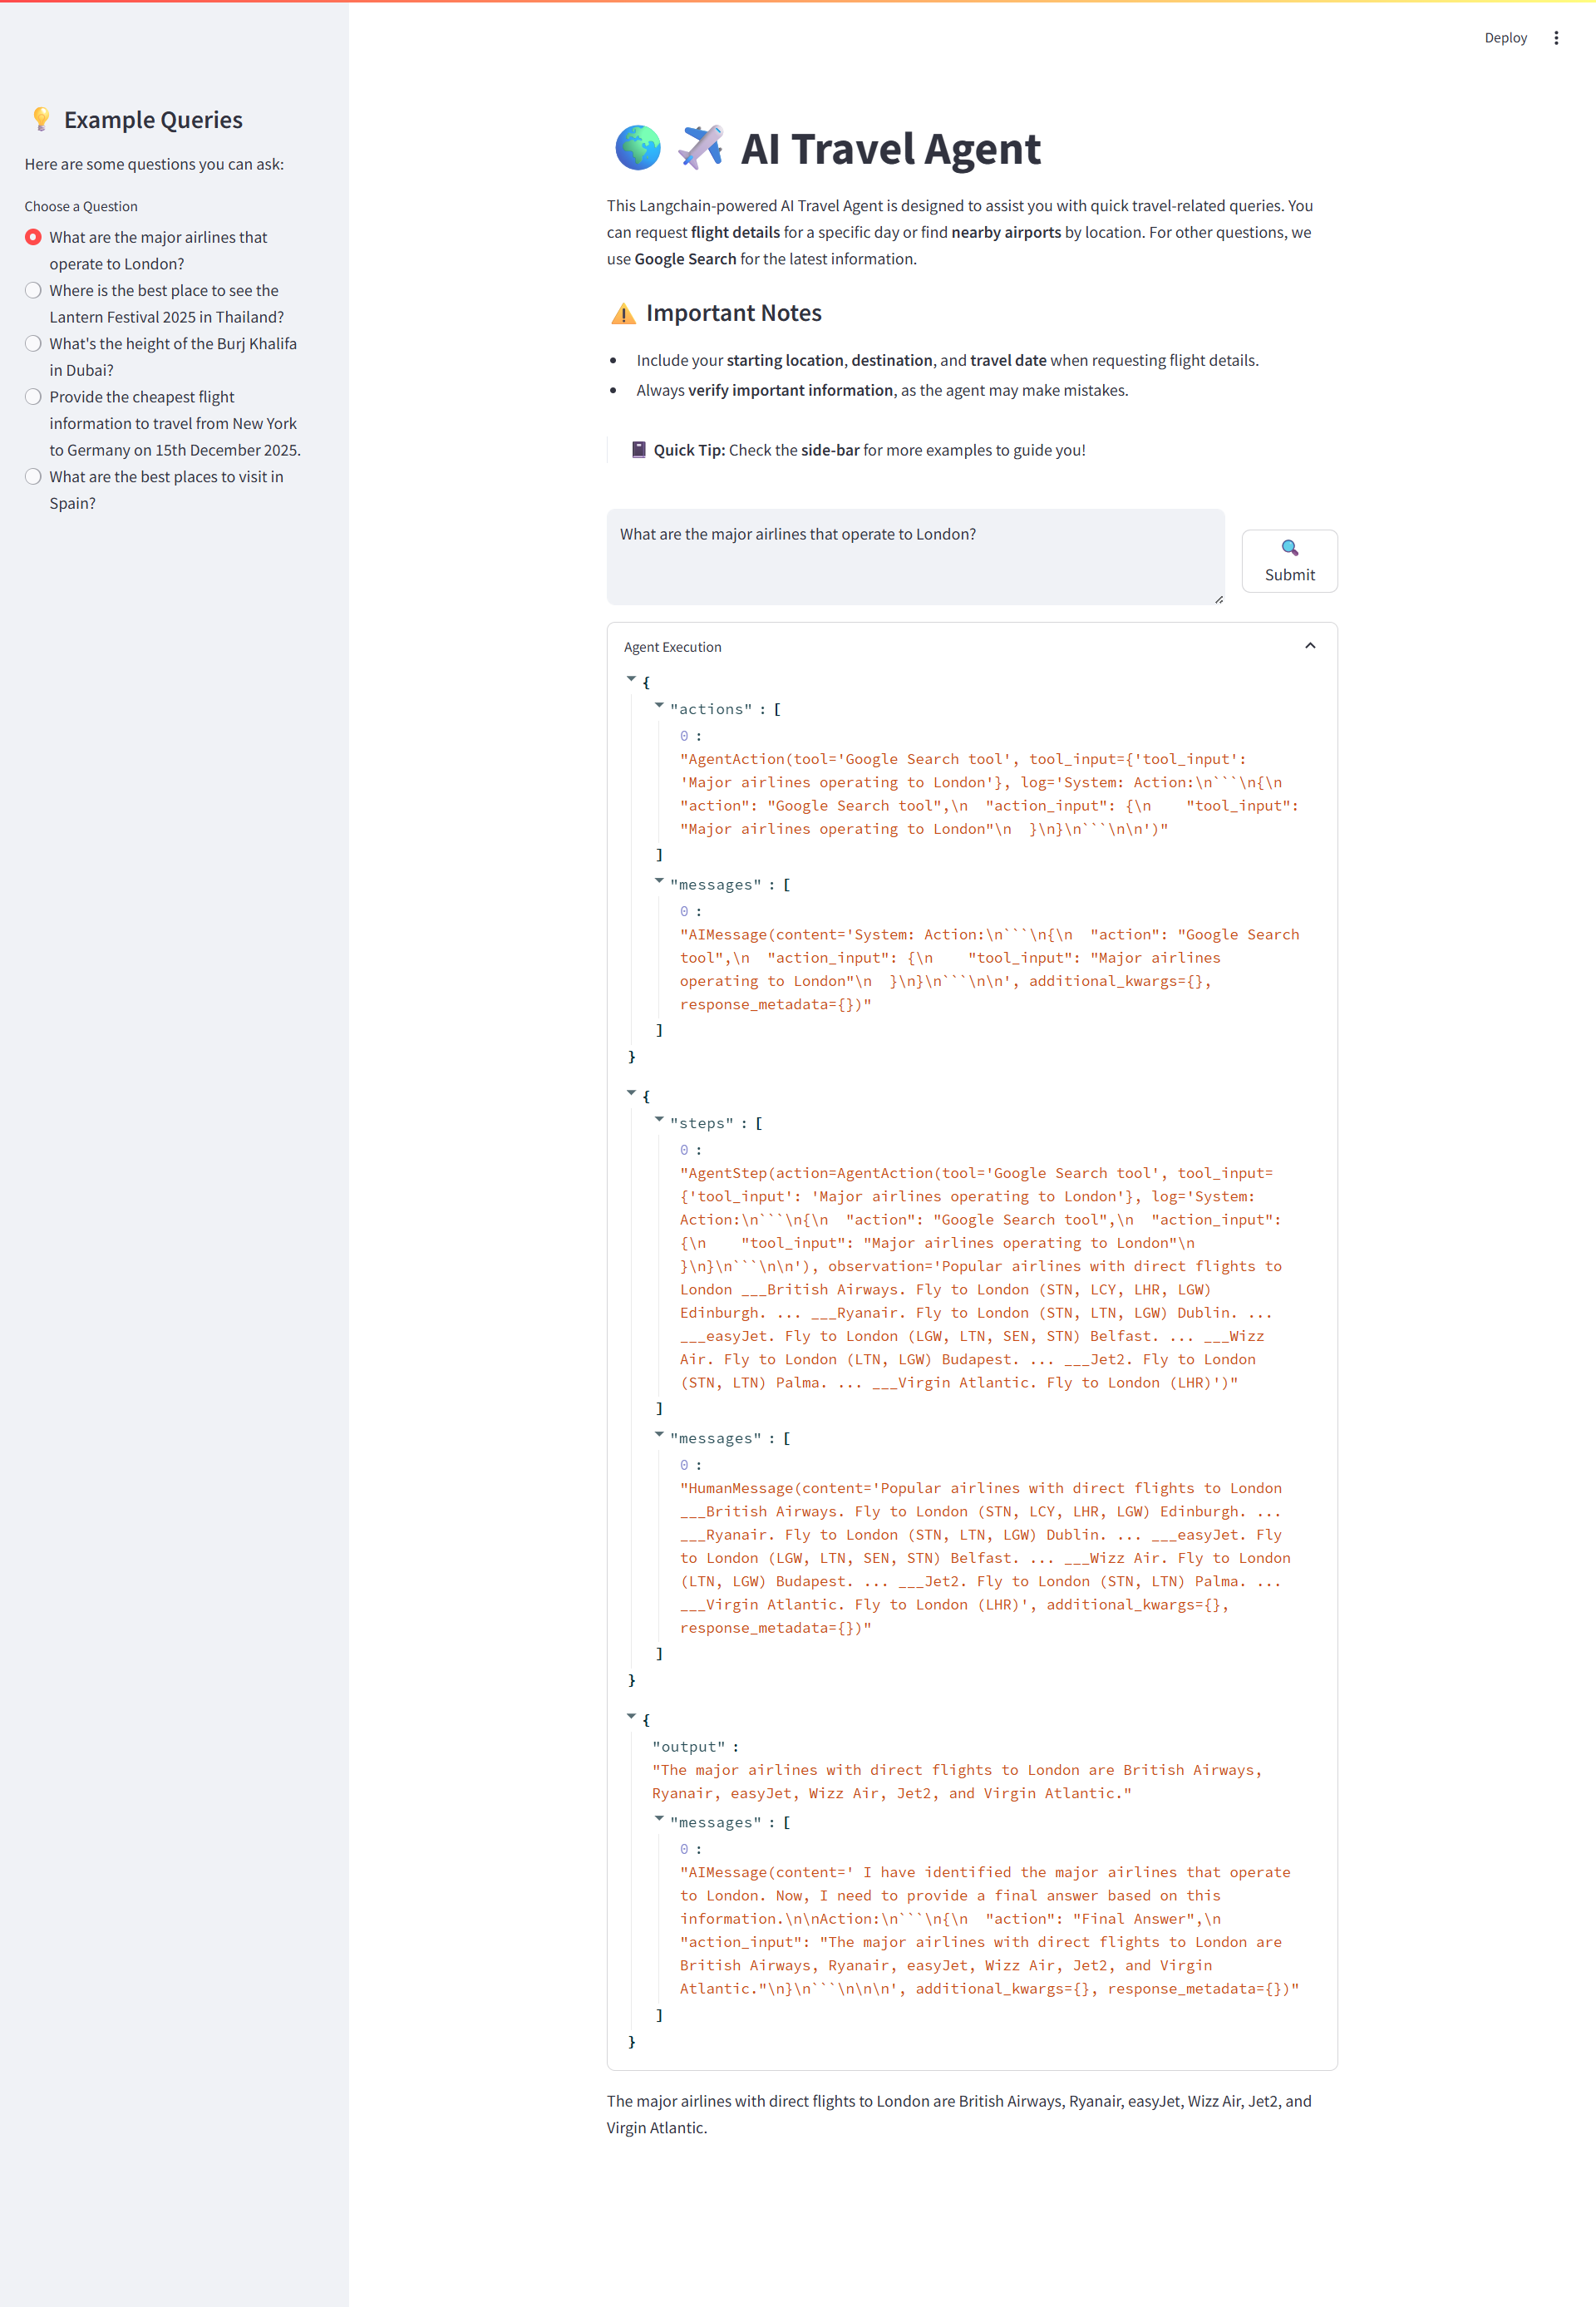 Deploy
Example Queries
Here are some questions you can ask:
Choose a Question
What are the major airlines that
operate to London?
Where is the best place to see the
Lantern Festival 2025 in Thailand?
What's the height of the Burj Khalifa
in Dubai?
Provide the cheapest flight
information to travel from New York
to Germany on 15th December 2025.
What are the best places to visit in
Spain?
AI Travel Agent
This Langchain-powered AI Travel Agent is designed to assist you with quick travel-related queries. You
can request flight details for a specific day or find nearby airports by location. For other questions, we
use Google Search for the latest information.
Important Notes
Include your starting location, destination, and travel date when requesting flight details.
Always verify important information, as the agent may make mistakes.
Quick Tip: Check the side-bar for more examples to guide you!
What are the major airlines that operate to London?
Submit
Agent Execution
{
"actions" : [
0 :
"AgentAction(tool='Google Search tool', tool_input={'tool_input':
'Major airlines operating to London'}, log='System: Action:\n```\n{\n
"action": "Google Search tool",\n  "action_input": {\n    "tool_input":
"Major airlines operating to London"\n  }\n}\n```\n\n')"
]
"messages" : [
0 :
"AIMessage(content='System: Action:\n```\n{\n  "action": "Google Search
tool",\n  "action_input": {\n    "tool_input": "Major airlines
operating to London"\n  }\n}\n```\n\n', additional_kwargs={},
response_metadata={})"
]
}
{
"steps" : [
0 :
"AgentStep(action=AgentAction(tool='Google Search tool', tool_input=
{'tool_input': 'Major airlines operating to London'}, log='System:
Action:\n```\n{\n  "action": "Google Search tool",\n  "action_input":
{\n    "tool_input": "Major airlines operating to London"\n
}\n}\n```\n\n'), observation='Popular airlines with direct flights to
London ___British Airways. Fly to London (STN, LCY, LHR, LGW)
Edinburgh. ... ___Ryanair. Fly to London (STN, LTN, LGW) Dublin. ...
___easyJet. Fly to London (LGW, LTN, SEN, STN) Belfast. ... ___Wizz
Air. Fly to London (LTN, LGW) Budapest. ... ___Jet2. Fly to London
(STN, LTN) Palma. ... ___Virgin Atlantic. Fly to London (LHR)')"
]
"messages" : [
0 :
"HumanMessage(content='Popular airlines with direct flights to London
___British Airways. Fly to London (STN, LCY, LHR, LGW) Edinburgh. ...
___Ryanair. Fly to London (STN, LTN, LGW) Dublin. ... ___easyJet. Fly
to London (LGW, LTN, SEN, STN) Belfast. ... ___Wizz Air. Fly to London
(LTN, LGW) Budapest. ... ___Jet2. Fly to London (STN, LTN) Palma. ...
___Virgin Atlantic. Fly to London (LHR)', additional_kwargs={},
response_metadata={})"
]
}
{
"output" :
"The major airlines with direct flights to London are British Airways,
Ryanair, easyJet, Wizz Air, Jet2, and Virgin Atlantic."
"messages" : [
0 :
"AIMessage(content=' I have identified the major airlines that operate
to London. Now, I need to provide a final answer based on this
information.\n\nAction:\n```\n{\n  "action": "Final Answer",\n
"action_input": "The major airlines with direct flights to London are
British Airways, Ryanair, easyJet, Wizz Air, Jet2, and Virgin
Atlantic."\n}\n```\n\n\n', additional_kwargs={}, response_metadata={})"
]
}
The major airlines with direct flights to London are British Airways, Ryanair, easyJet, Wizz Air, Jet2, and
Virgin Atlantic.